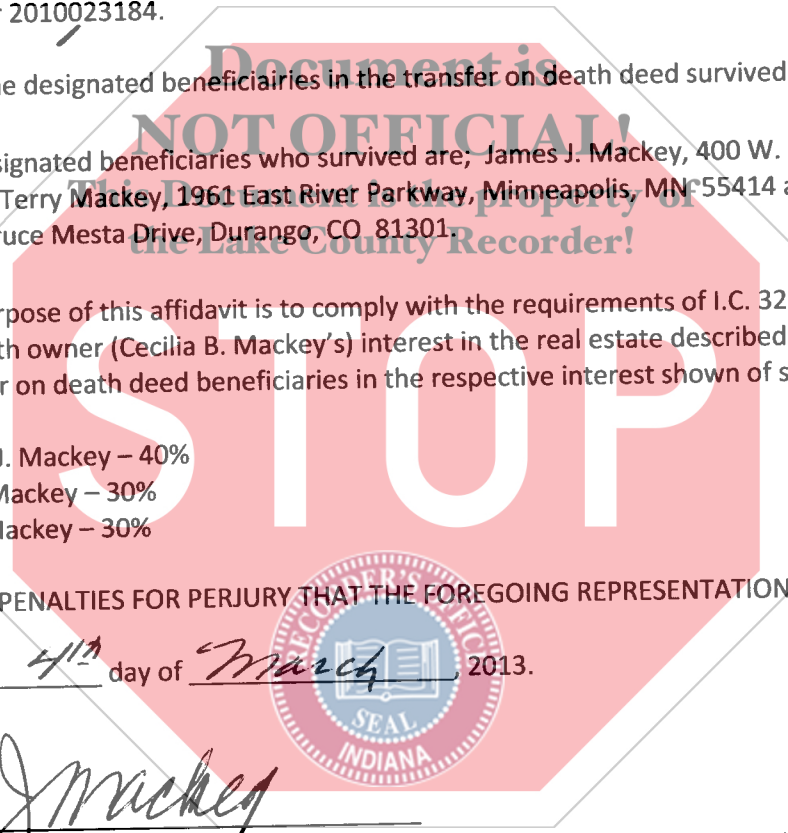 2010023184.
Document is
e designated beneficiairies in the transfer on death deed survived
NOT OFFICIAL!
signated beneficiaries who survived are; James J. Mackey, 400 W.
Terry Mackey, 1961 East River Parkway, Minneapolis, MN 55414 a
This Document is the property of
ruce Mesta Drive, Durango, CO 81301.
the Lake County Recorder!
rpose of this affidavit is to comply with the requirements of I.C. 32
th owner (Cecilia B. Mackey's) interest in the real estate described
r on death deed beneficiaries in the respective interest shown of s
STOP
J. Mackey – 40%
Mackey – 30%
Mackey – 30%
PENALTIES FOR PERJURY THAT THE FOREGOING REPRESENTATION
RECORDER'S OFFICE
4th day of March, 2013.
SEAL
INDIANA
J Mackey